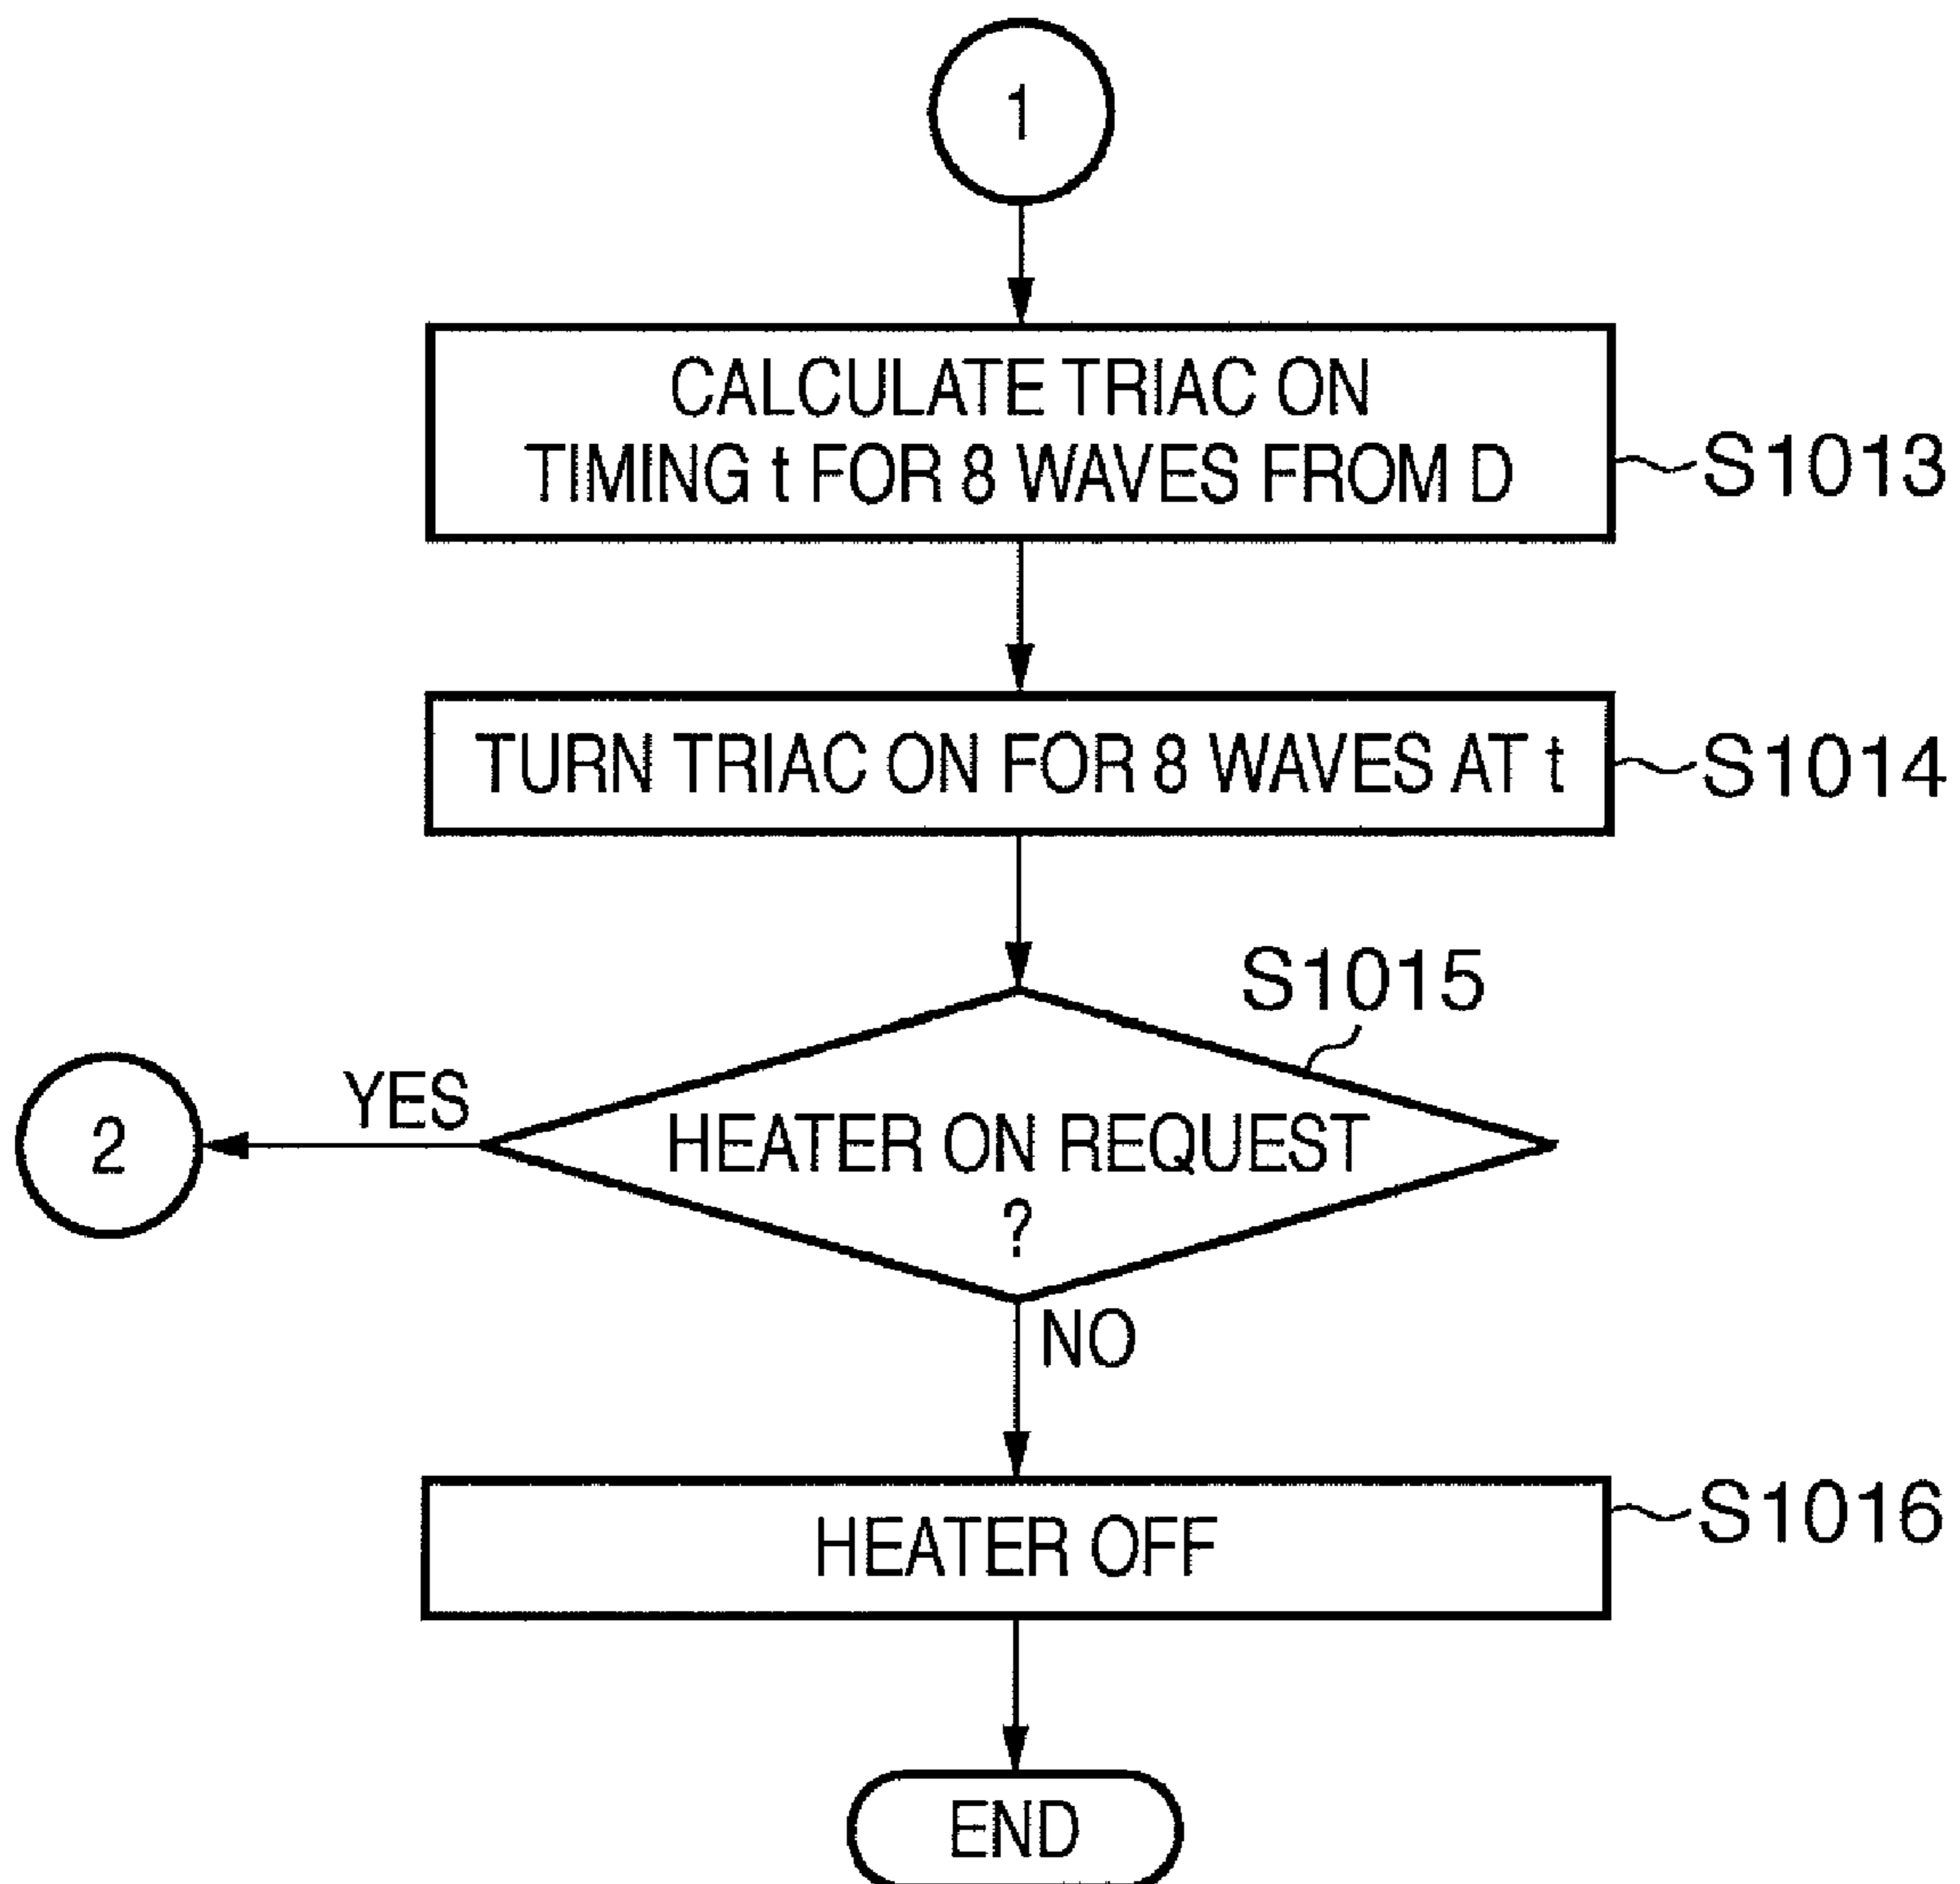 1
CALCULATE TRIAC ON
TIMING t FOR 8 WAVES FROM D
S1013
TURN TRIAC ON FOR 8 WAVES AT t
S1014
S1015
YES
2
HEATER ON REQUEST
?
NO
HEATER OFF
S1016
END